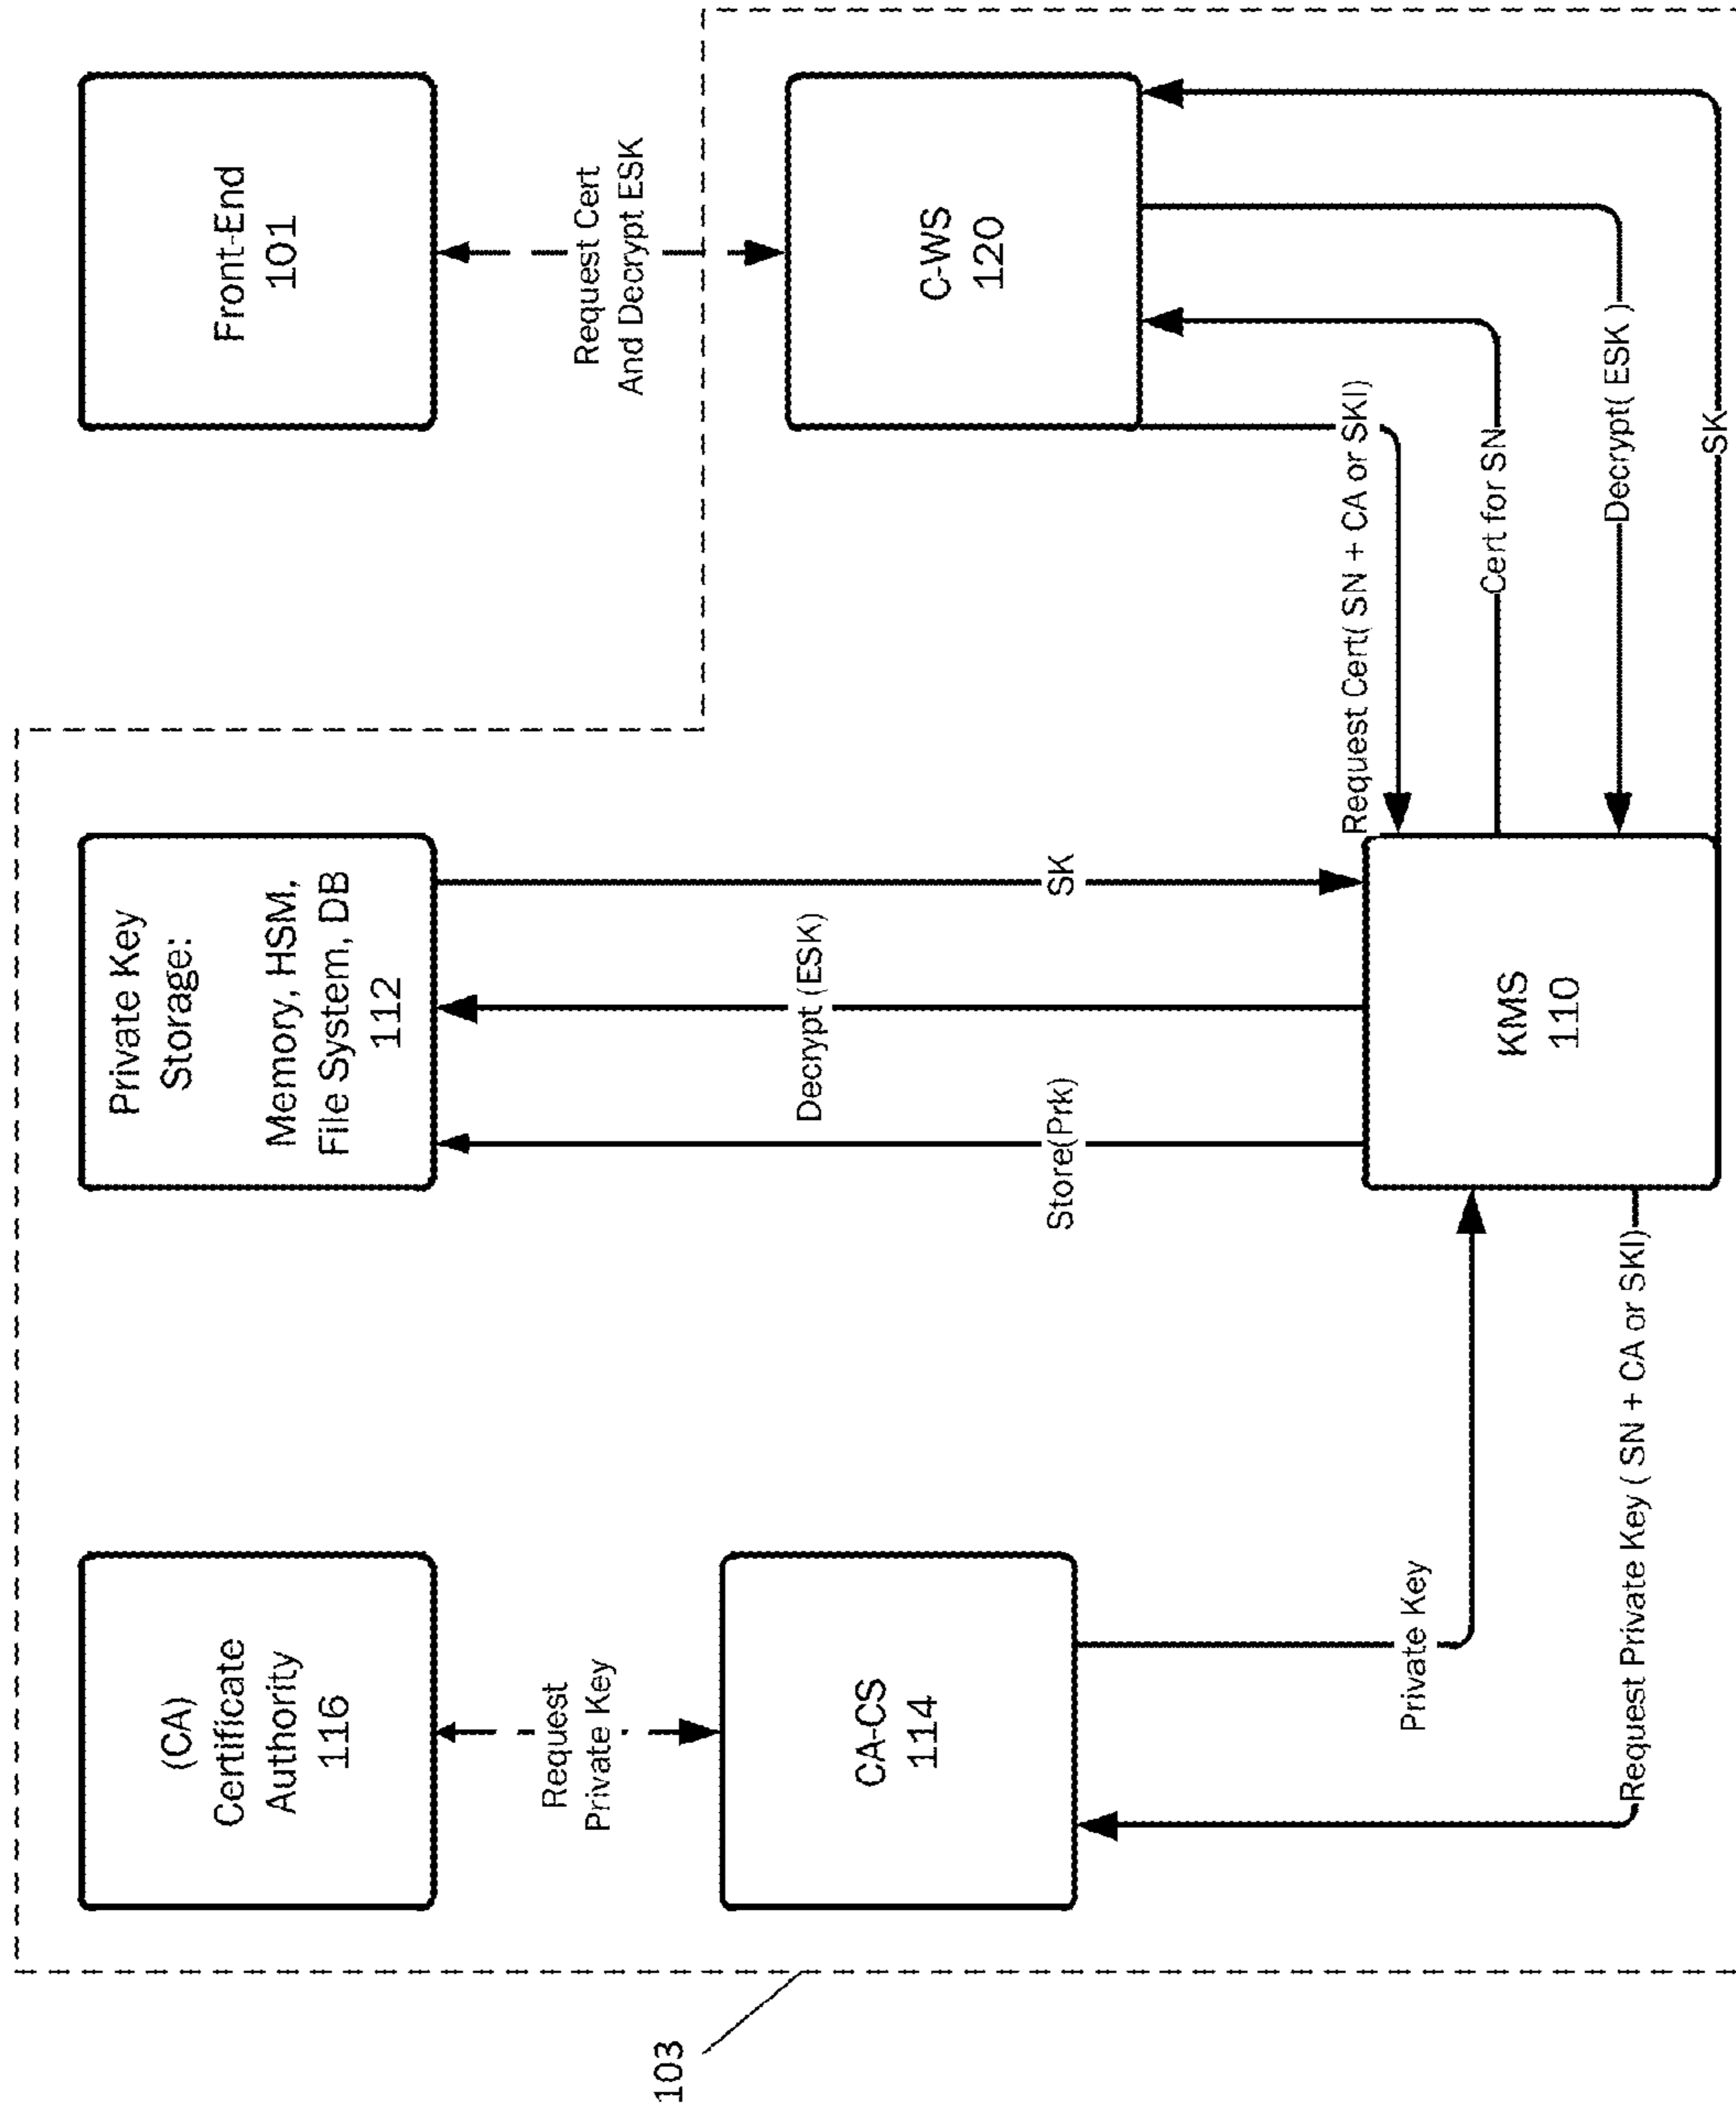 103
(CA)
Certificate
Authority
116
Request
Private Key
CA-CS
114
Private Key
Request Private Key ( SN + CA or SKI)
Private Key
Storage:
Memory, HSM,
File System, DB
112
Store(Prk)
Decrypt (ESK)
SK
KMS
110
Front-End
101
Request Cert
And Decrypt ESK
C-WS
120
Request Cert( SN + CA or SKI)
Cert for SN
Decrypt( ESK )
SK